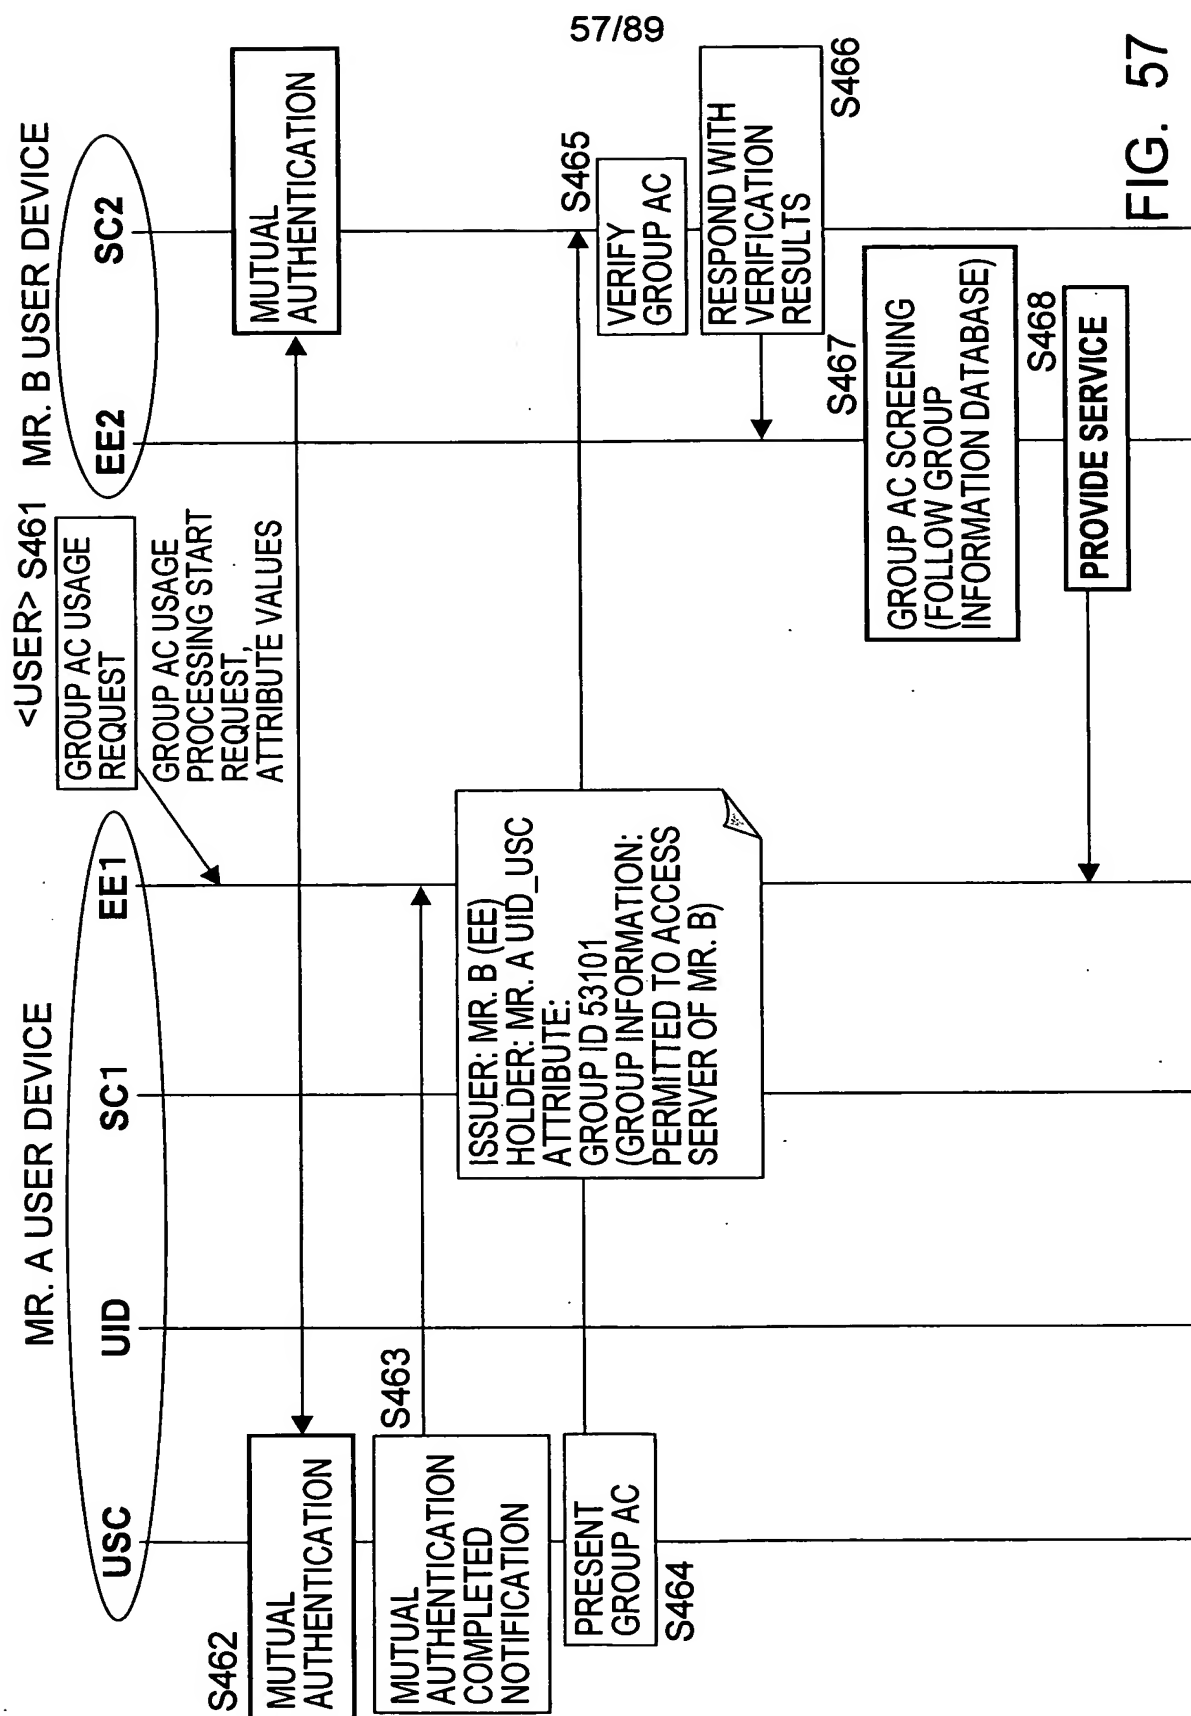 57/89
MR. A USER DEVICE
USC
UID
SC1
EE1
<USER> S461
GROUP AC USAGE
REQUEST
GROUP AC USAGE
PROCESSING START
REQUEST,
ATTRIBUTE VALUES
MR. B USER DEVICE
EE2
SC2
S462
MUTUAL
AUTHENTICATION
MUTUAL
AUTHENTICATION
MUTUAL
AUTHENTICATION
COMPLETED
NOTIFICATION
S463
PRESENT
GROUP AC
S464
ISSUER: MR. B (EE)
HOLDER: MR. A UID_USC
ATTRIBUTE:
GROUP ID 53101
(GROUP INFORMATION:
PERMITTED TO ACCESS
SERVER OF MR. B)
S465
VERIFY
GROUP AC
RESPOND WITH
VERIFICATION
RESULTS
S466
S467
GROUP AC SCREENING
(FOLLOW GROUP
INFORMATION DATABASE)
S468
PROVIDE SERVICE
FIG. 57